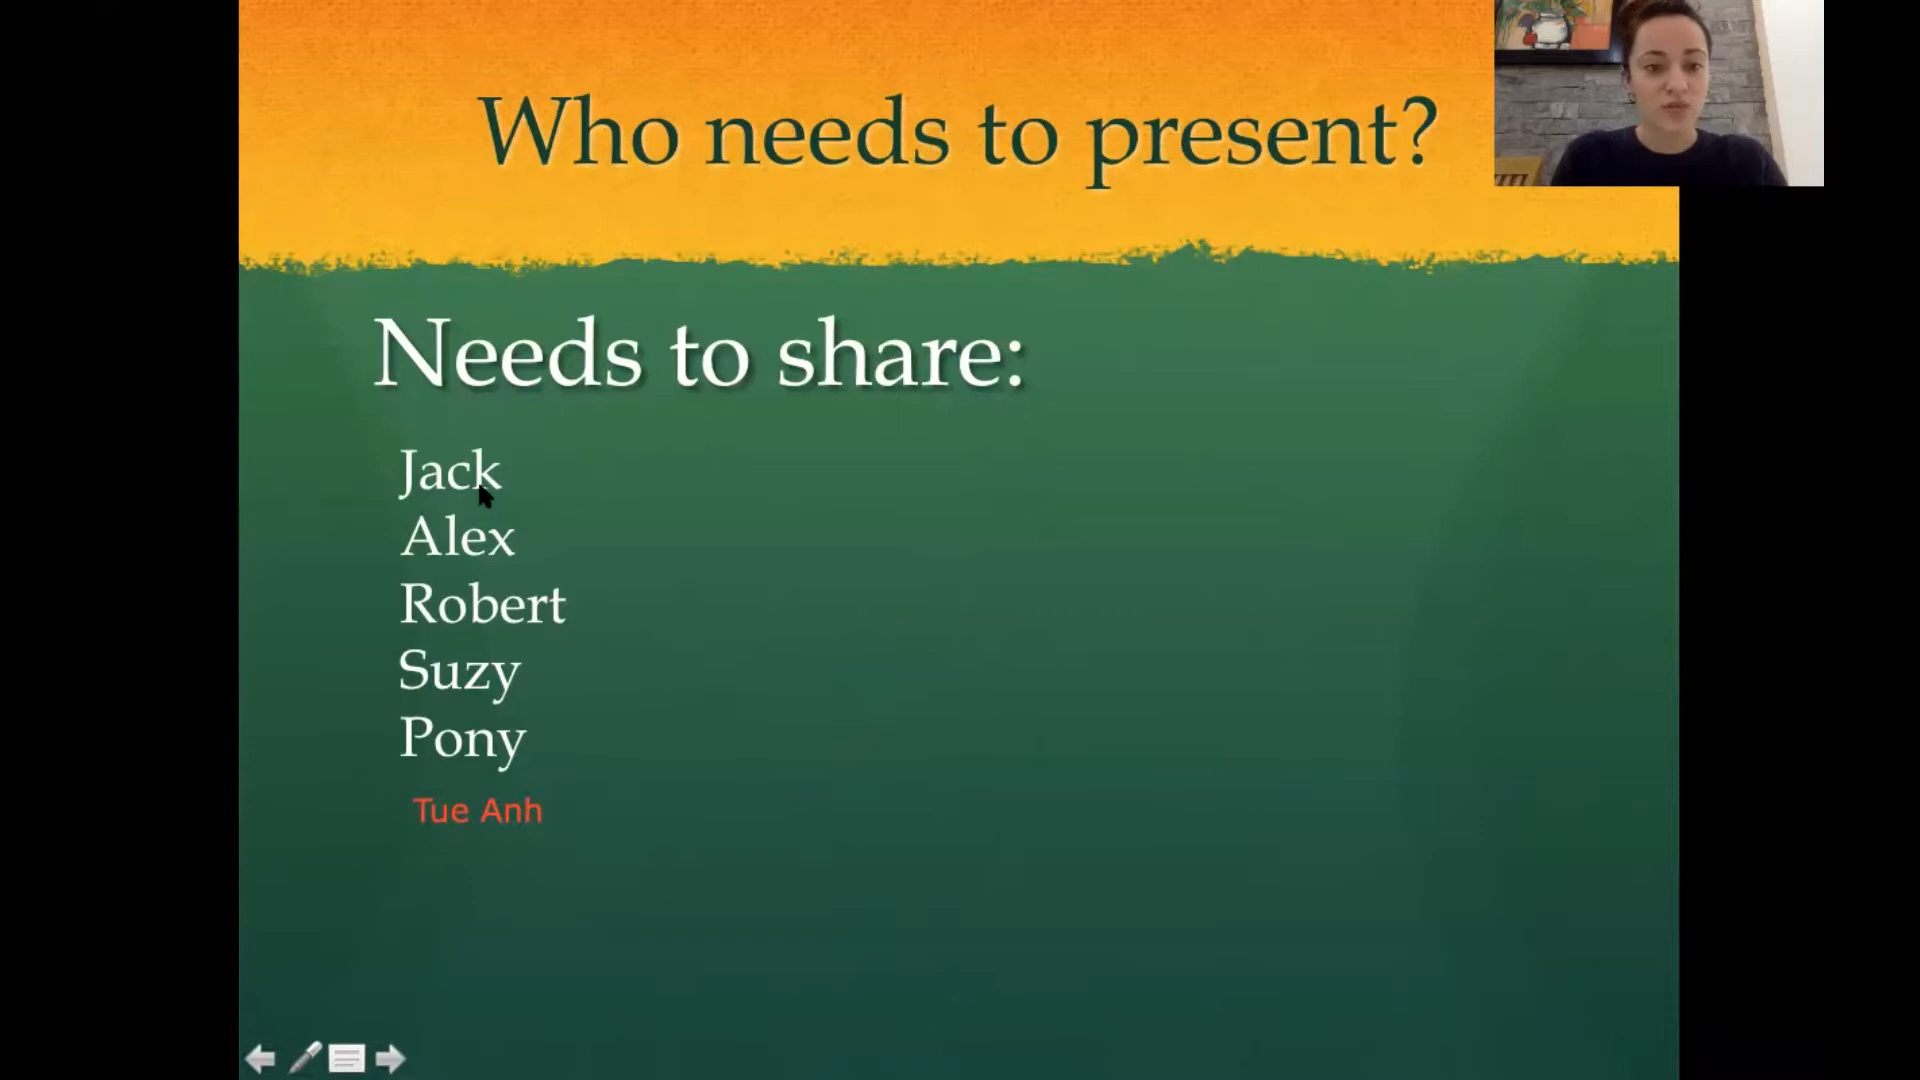 Who needs to present?
Needs to share:
Jack
Alex
Robert
Suzy
Pony
Tue Anh